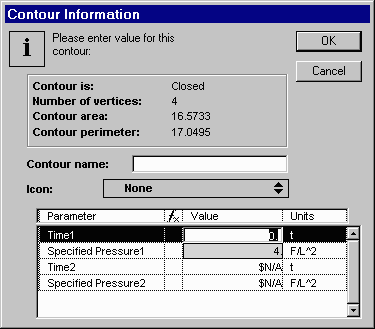 Contour Information
i
Please enter value for this
contour:
OK
Cancel
Contour is: Closed
Number of vertices: 4
Contour area: 16.5733
Contour perimeter: 17.0495
Contour name:
Icon: None
Parameter fx Value Units
Time1 0 t
Specified Pressure1 4 F/L^2
Time2 $N/A t
Specified Pressure2 $N/A F/L^2